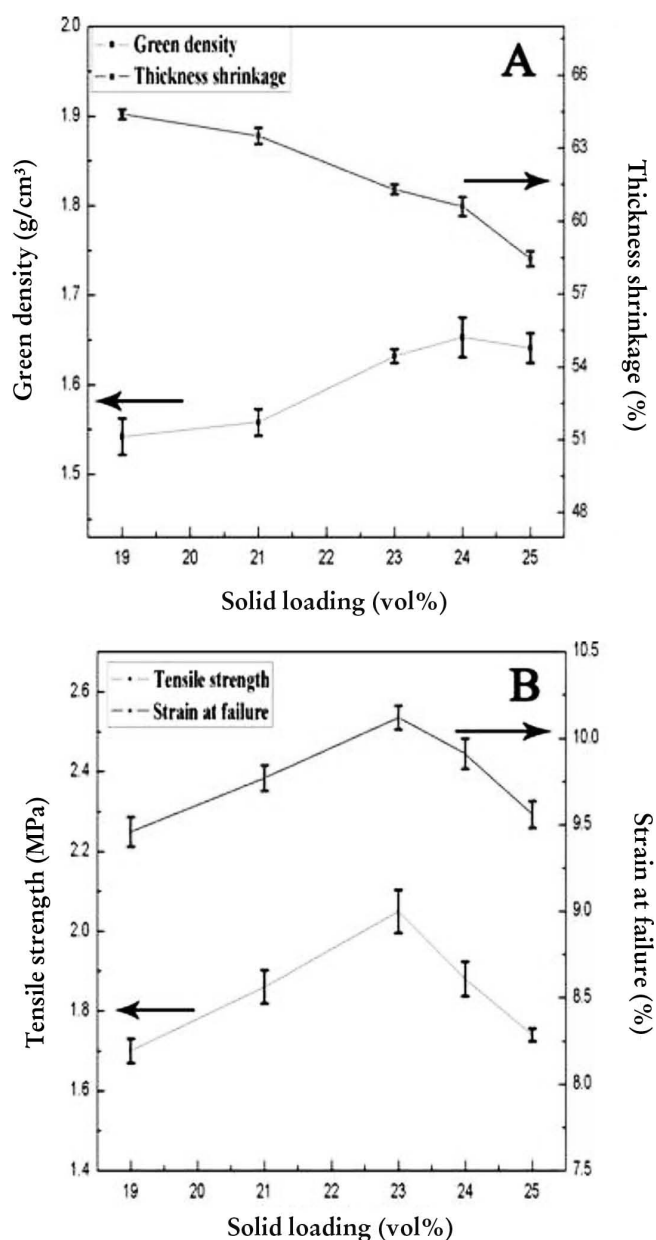 A
Green density
Thickness shrinkage
Green density (g/cm³)
2.0
1.9
1.8
1.7
1.6
1.5
66
63
60
57
54
51
48
Thickness shrinkage (%)
19 20 21 22 23 24 25
Solid loading (vol%)
B
Tensile strength
Strain at failure
Tensile strength (MPa)
2.6
2.4
2.2
2.0
1.8
1.6
1.4
10.5
10.0
9.5
9.0
8.5
8.0
7.5
Strain at failure (%)
19 20 21 22 23 24 25
Solid loading (vol%)